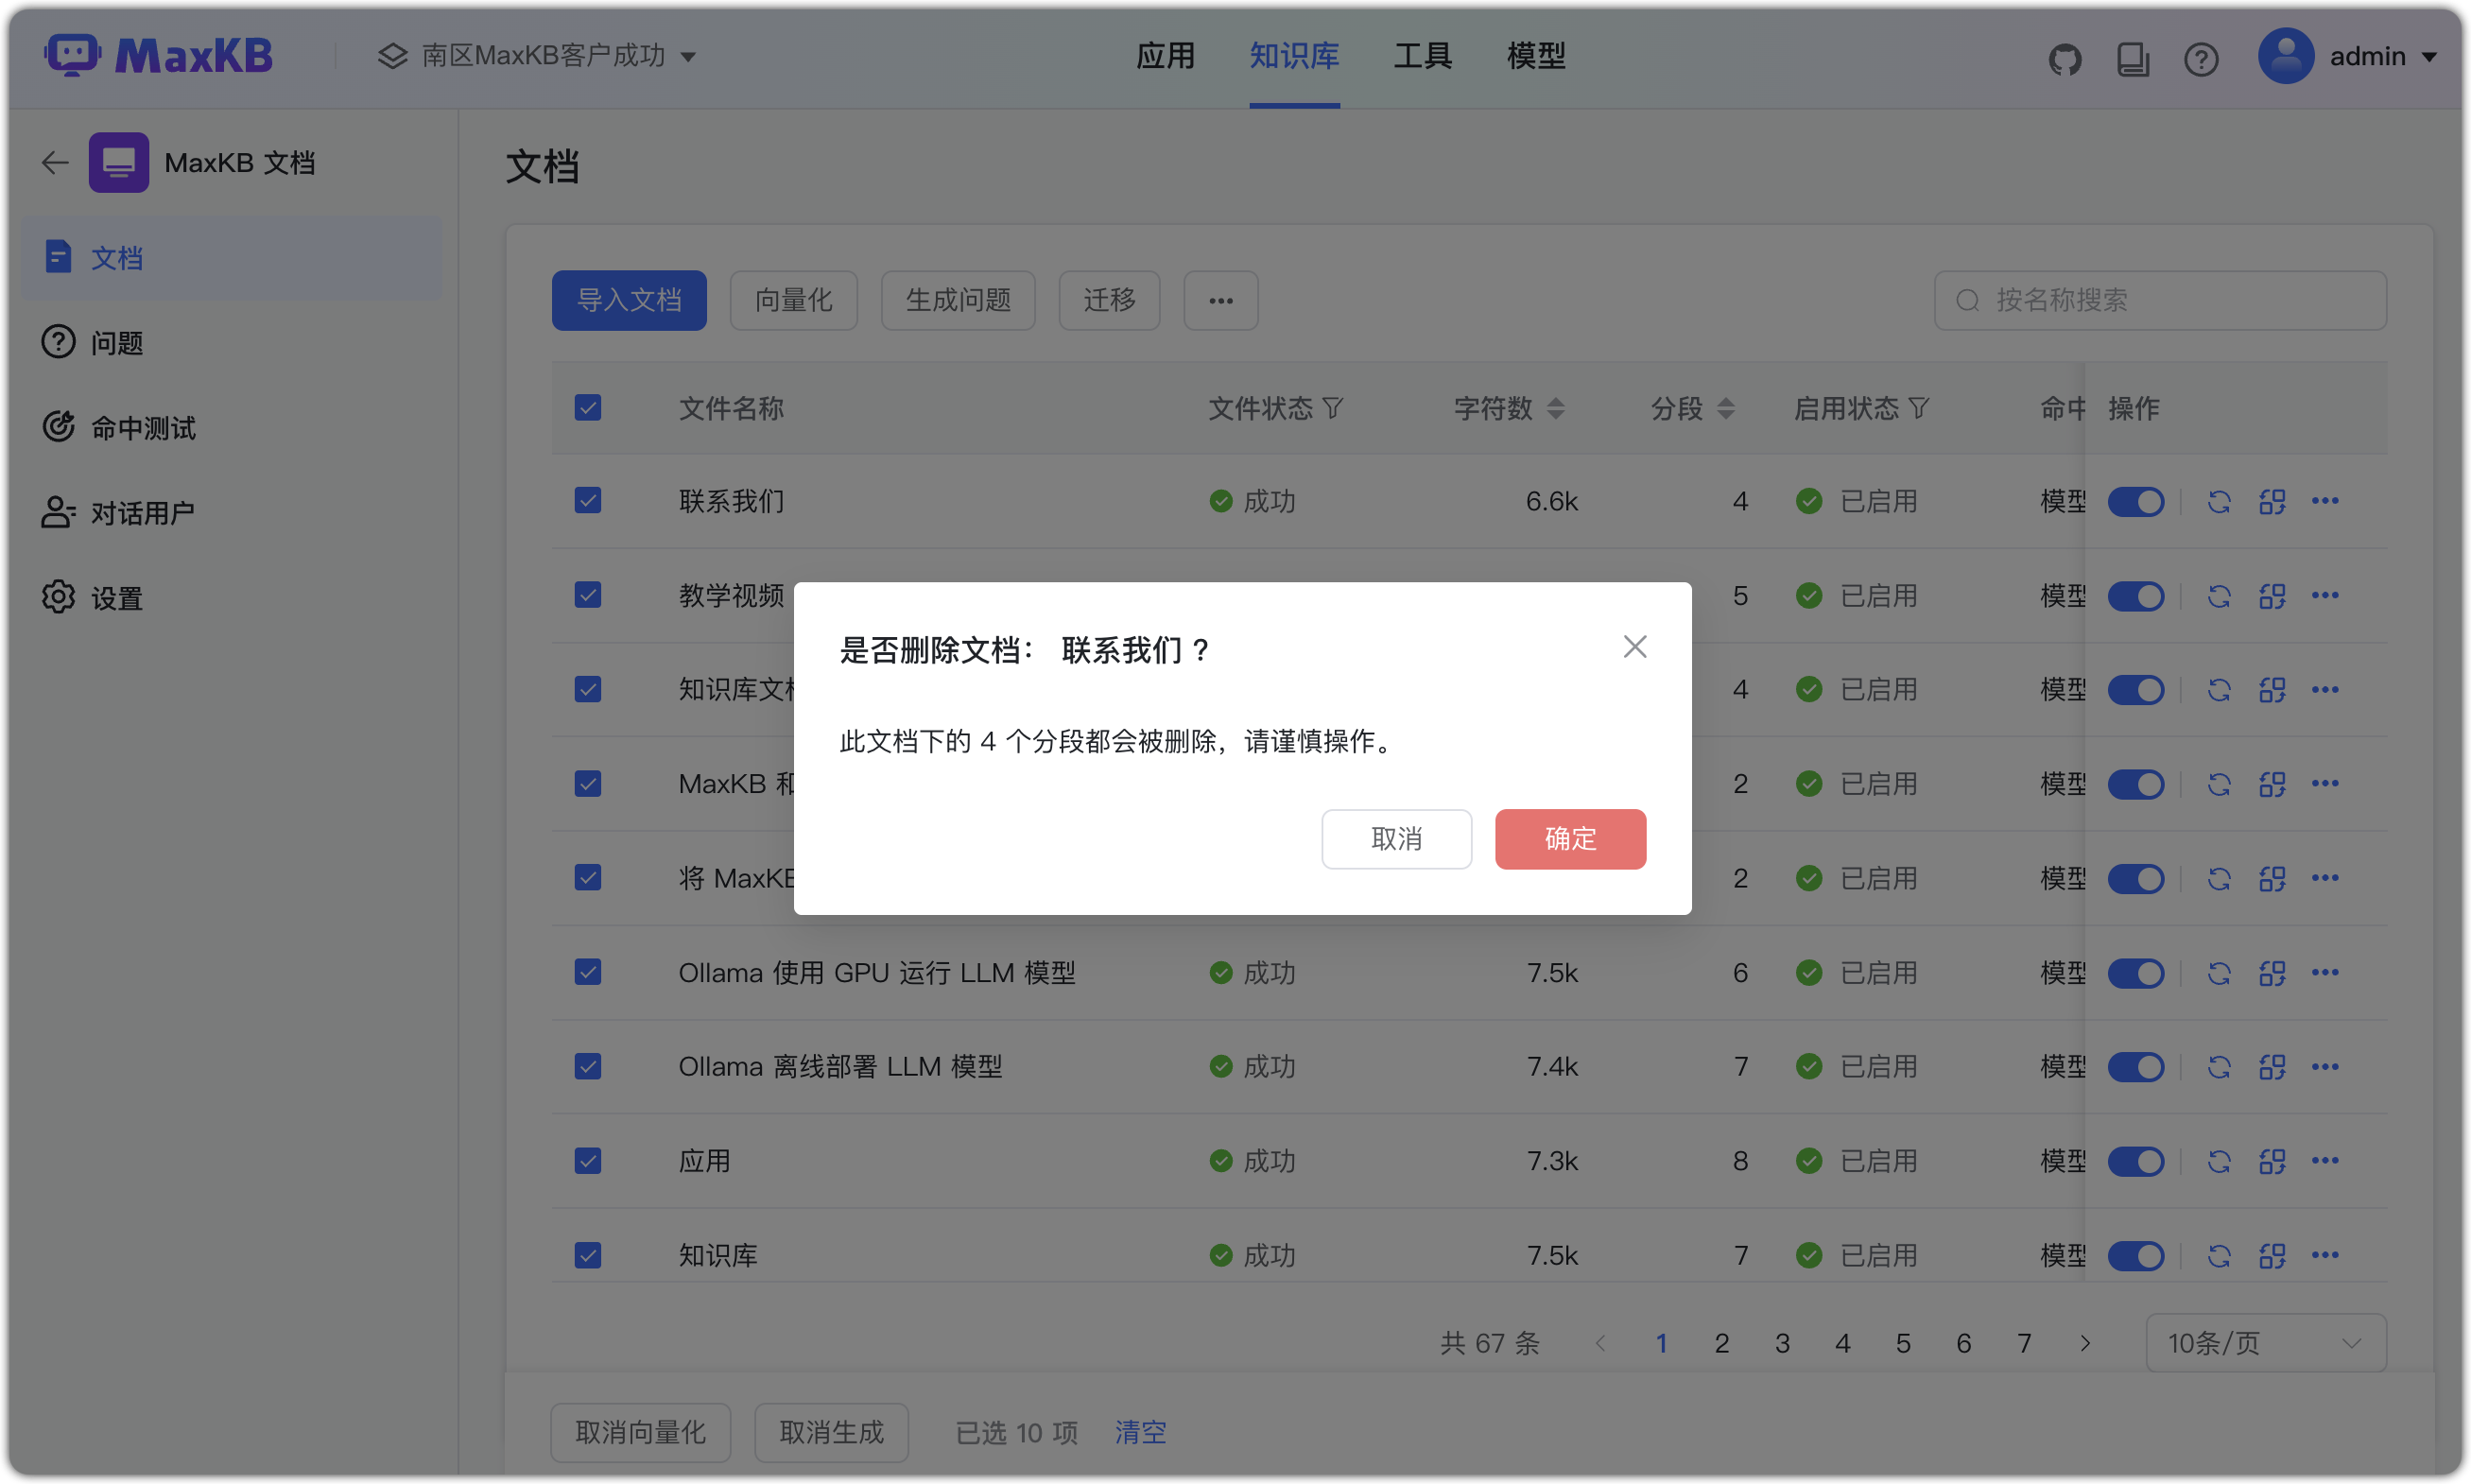 MaxKB
南区MaxKB客户成功
应用 知识库 工具 模型
admin
MaxKB 文档
文档
问题
命中测试
对话用户
设置
文档
导入文档 向量化 生成问题 迁移
按名称搜索
文件名称 文件状态 字符数 分段 启用状态 命中 操作
联系我们 成功 6.6k 4 已启用 模型
教学视频 5 已启用 模型
知识库文 4 已启用 模型
MaxKB 和 2 已启用 模型
将 MaxKB 2 已启用 模型
是否删除文档： 联系我们 ?
此文档下的 4 个分段都会被删除，请谨慎操作。
取消 确定
Ollama 使用 GPU 运行 LLM 模型 成功 7.5k 6 已启用 模型
Ollama 离线部署 LLM 模型 成功 7.4k 7 已启用 模型
应用 成功 7.3k 8 已启用 模型
知识库 成功 7.5k 7 已启用 模型
共 67 条 1 2 3 4 5 6 7 10条/页
取消向量化 取消生成 已选 10 项 清空